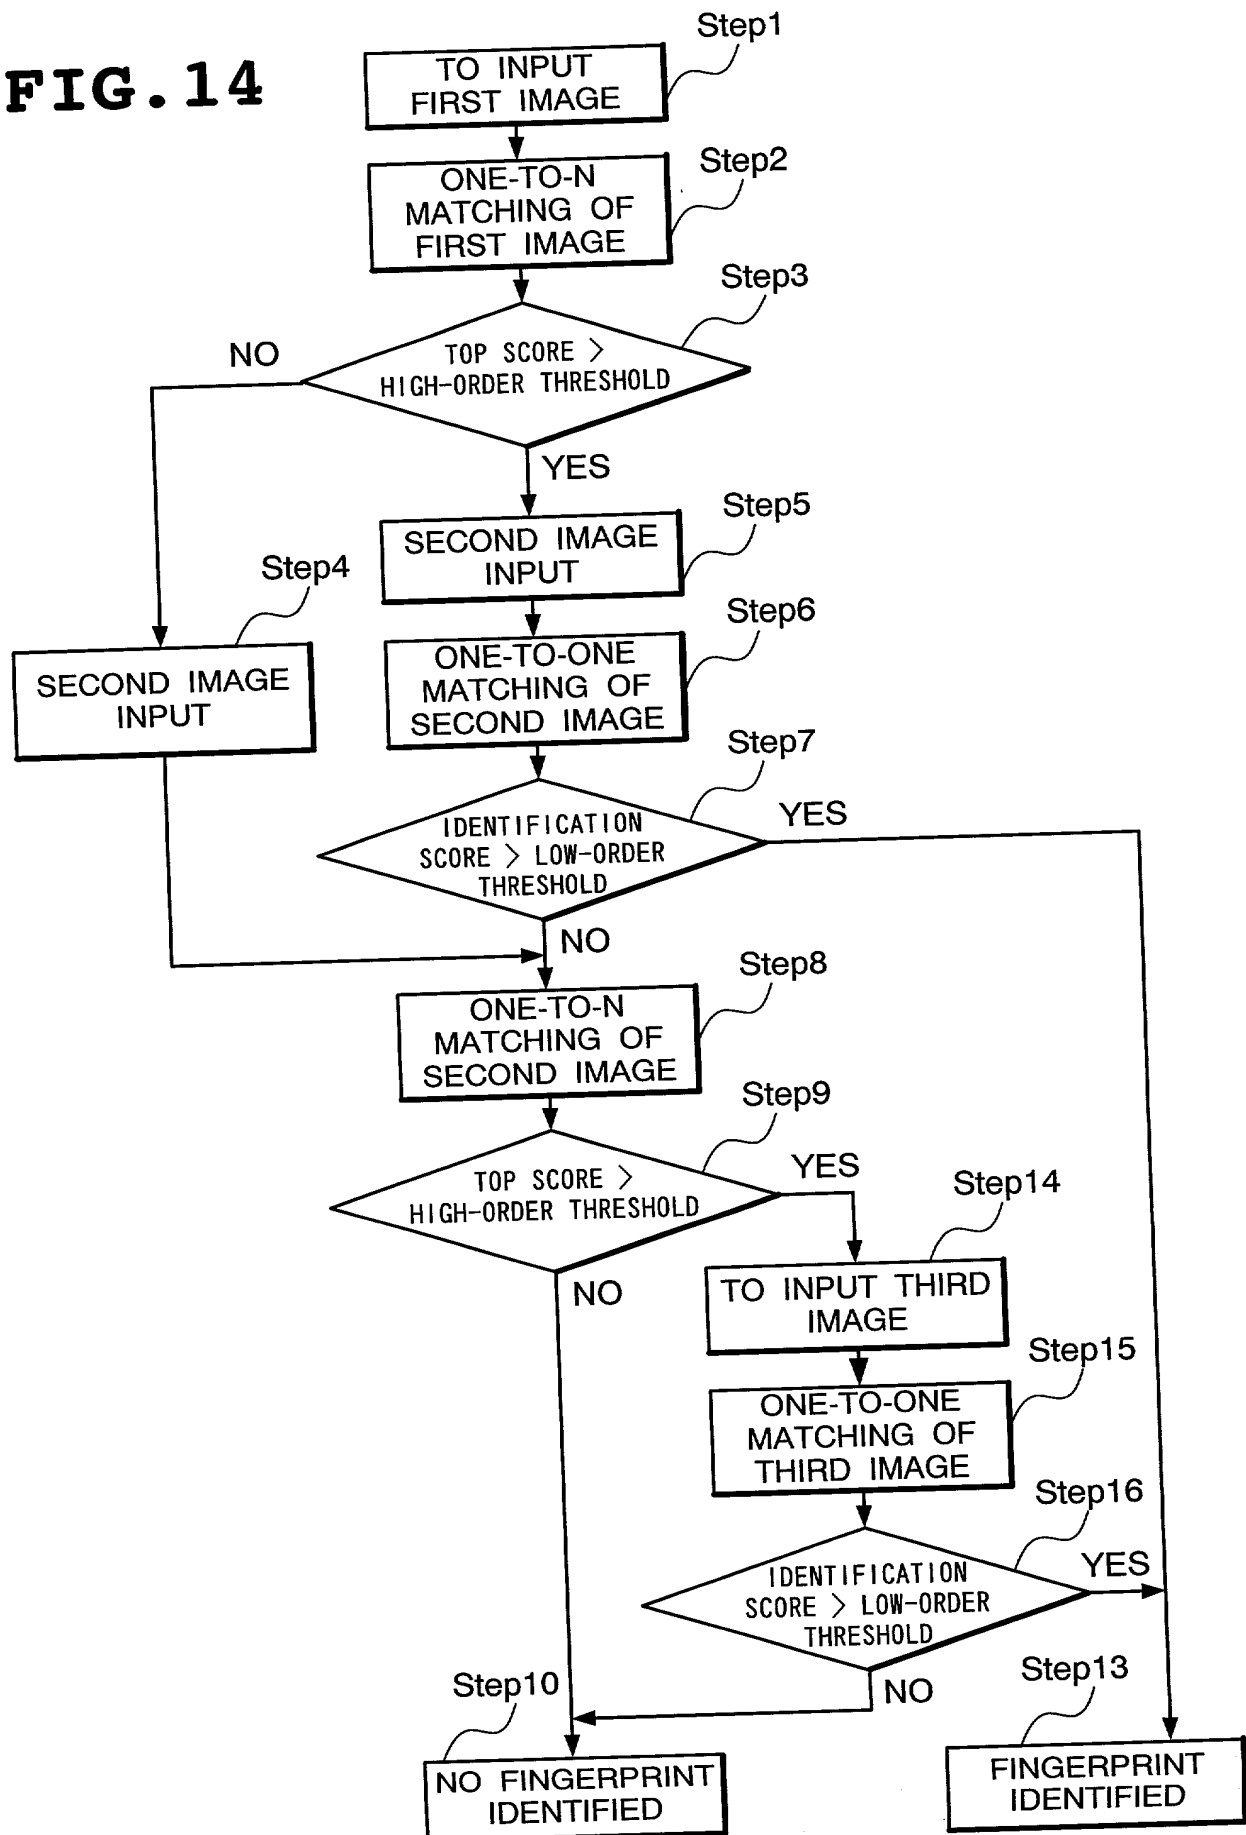 FIG.14
Step1
TO INPUT
FIRST IMAGE
Step2
ONE-TO-N
MATCHING OF
FIRST IMAGE
Step3
NO
TOP SCORE >
HIGH-ORDER THRESHOLD
YES
Step5
SECOND IMAGE
INPUT
Step4
SECOND IMAGE
INPUT
Step6
ONE-TO-ONE
MATCHING OF
SECOND IMAGE
Step7
YES
IDENTIFICATION
SCORE > LOW-ORDER
THRESHOLD
NO
Step8
ONE-TO-N
MATCHING OF
SECOND IMAGE
Step9
YES
TOP SCORE >
HIGH-ORDER THRESHOLD
NO
Step14
TO INPUT THIRD
IMAGE
Step15
ONE-TO-ONE
MATCHING OF
THIRD IMAGE
Step16
YES
IDENTIFICATION
SCORE > LOW-ORDER
THRESHOLD
NO
Step10
NO FINGERPRINT
IDENTIFIED
Step13
FINGERPRINT
IDENTIFIED